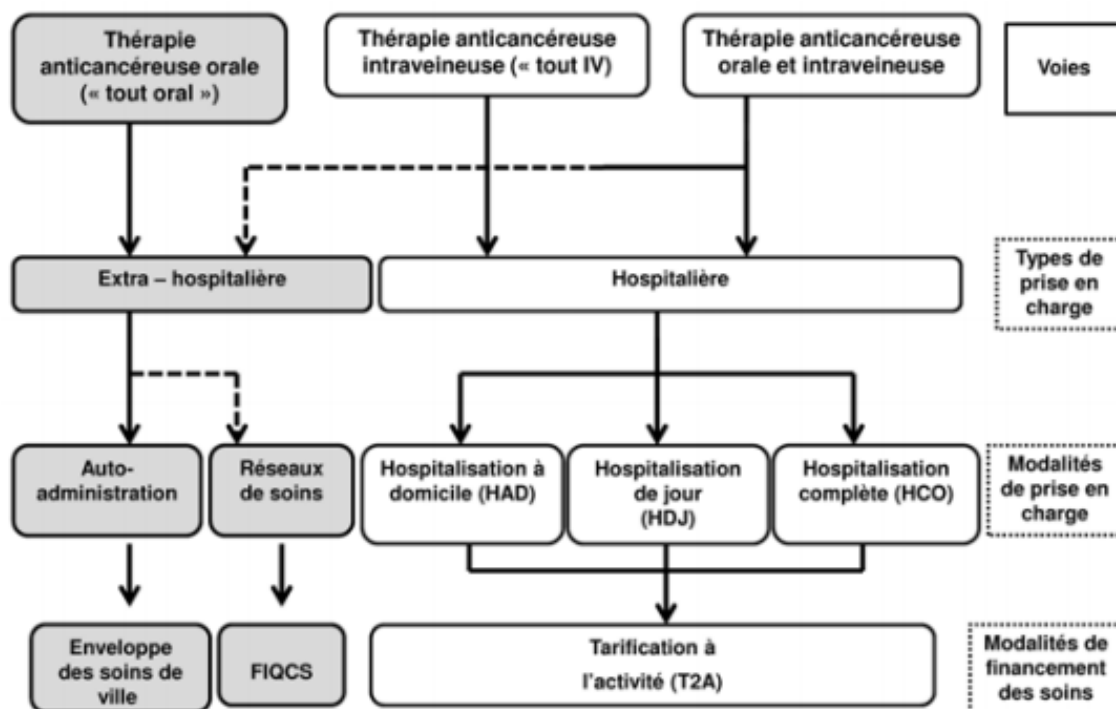 Thérapie
anticancéreuse orale
(« tout oral »)
Thérapie anticancéreuse
intraveineuse (« tout IV)
Thérapie anticancéreuse
orale et intraveineuse
Voies
Extra – hospitalière
Hospitalière
Types de
prise en
charge
Auto-
administration
Réseaux
de soins
Hospitalisation à
domicile (HAD)
Hospitalisation
de jour
(HDJ)
Hospitalisation
complète (HCO)
Modalités
de prise en
charge
Enveloppe
des soins de
ville
FIQCS
Tarification à
l'activité (T2A)
Modalités de
financement
des soins